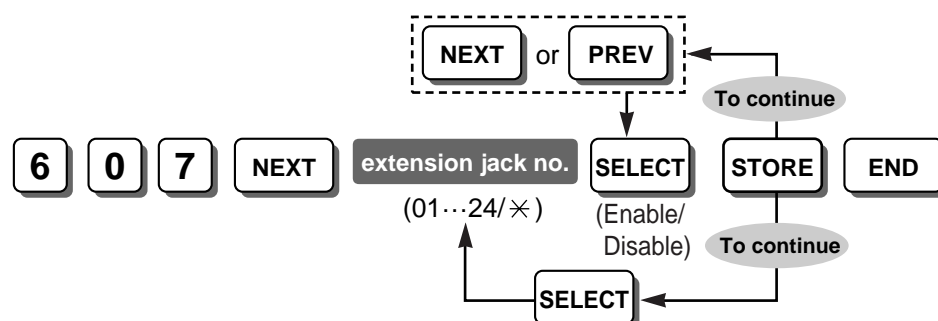 NEXT or PREV
To continue
6 0 7 NEXT extension jack no. SELECT STORE END
(01···24/✳)
(Enable/
Disable)
To continue
SELECT